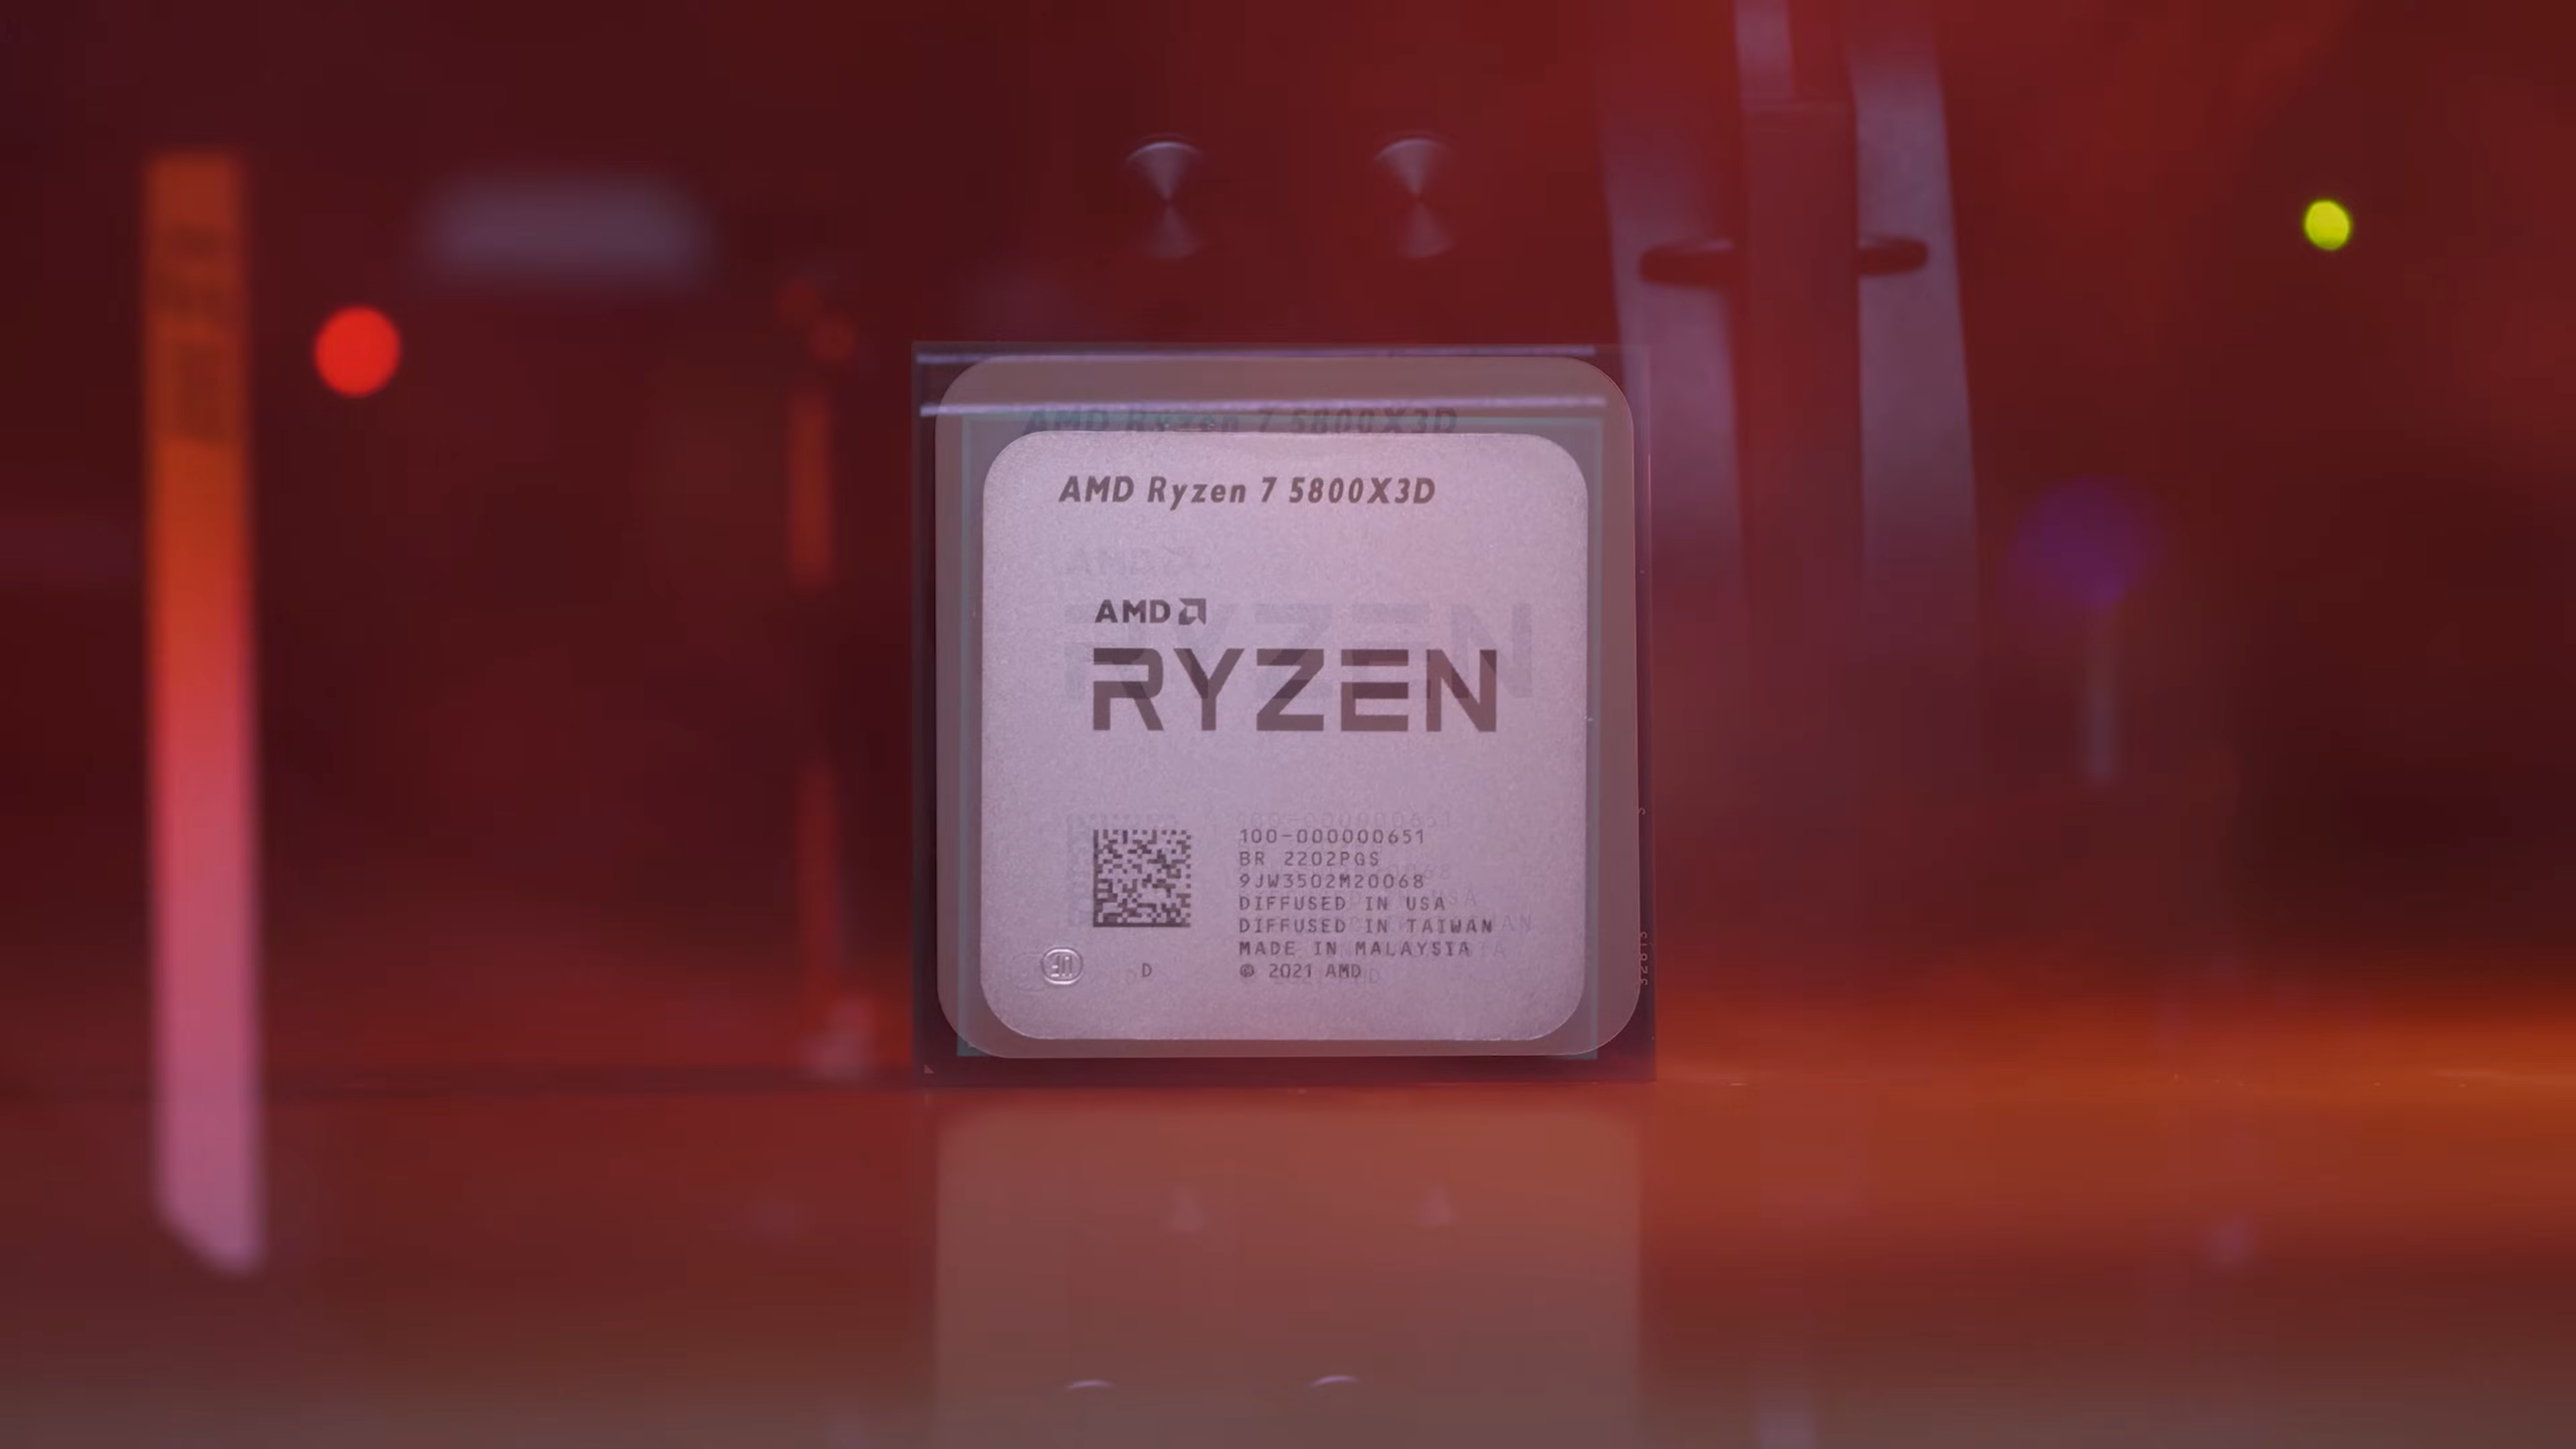 AMD Ryzen 7 5800X3D
AMD
RYZEN
100-000000651
BR 2202PGS
9JW3502M20068
DIFFUSED IN USA
DIFFUSED IN TAIWAN
MADE IN MALAYSIA
© 2021 AMD
D